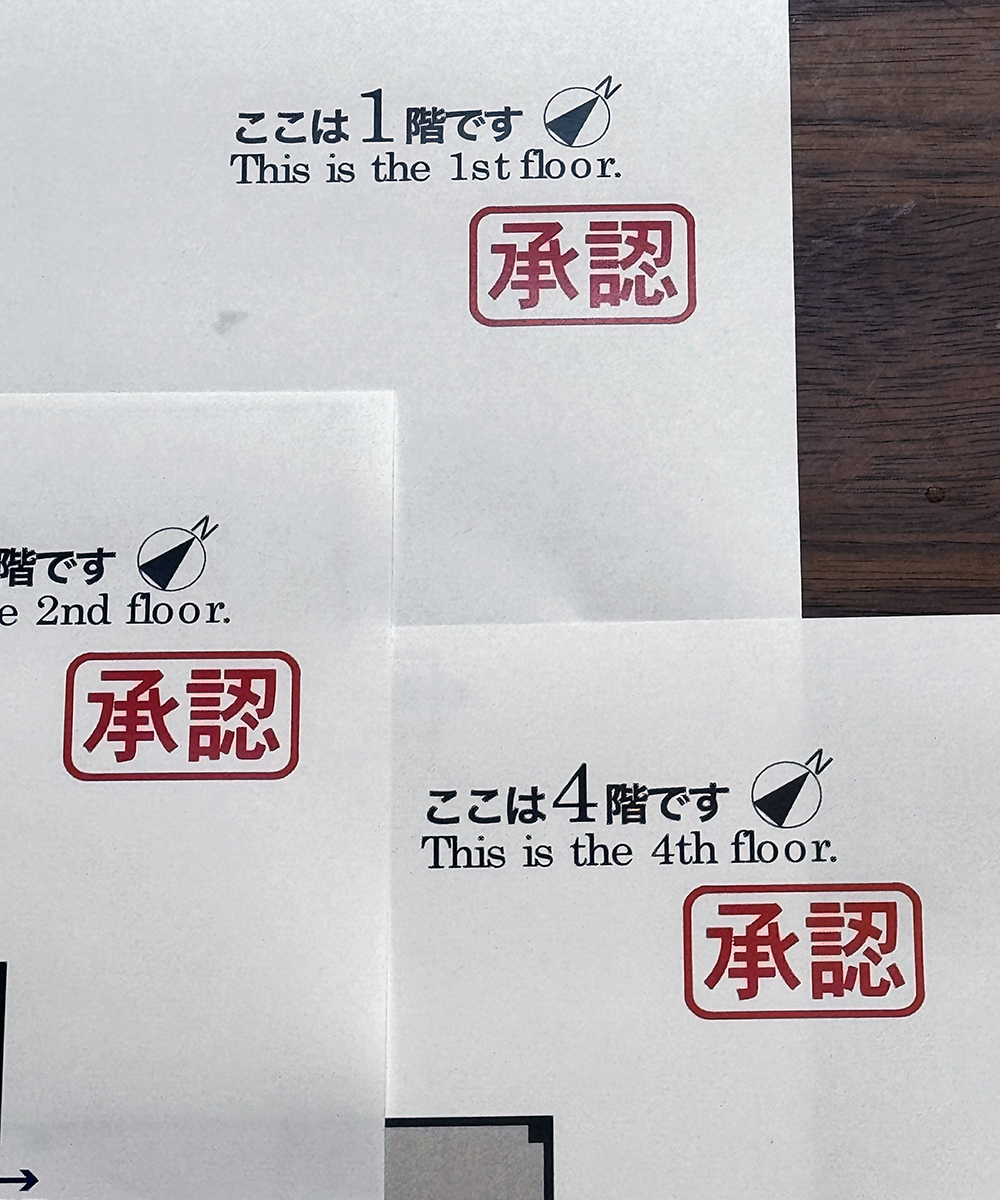 ここは1階です
N
This is the 1st floor.
承認
階です
N
e 2nd floor.
承認
ここは4階です
N
This is the 4th floor.
承認
→